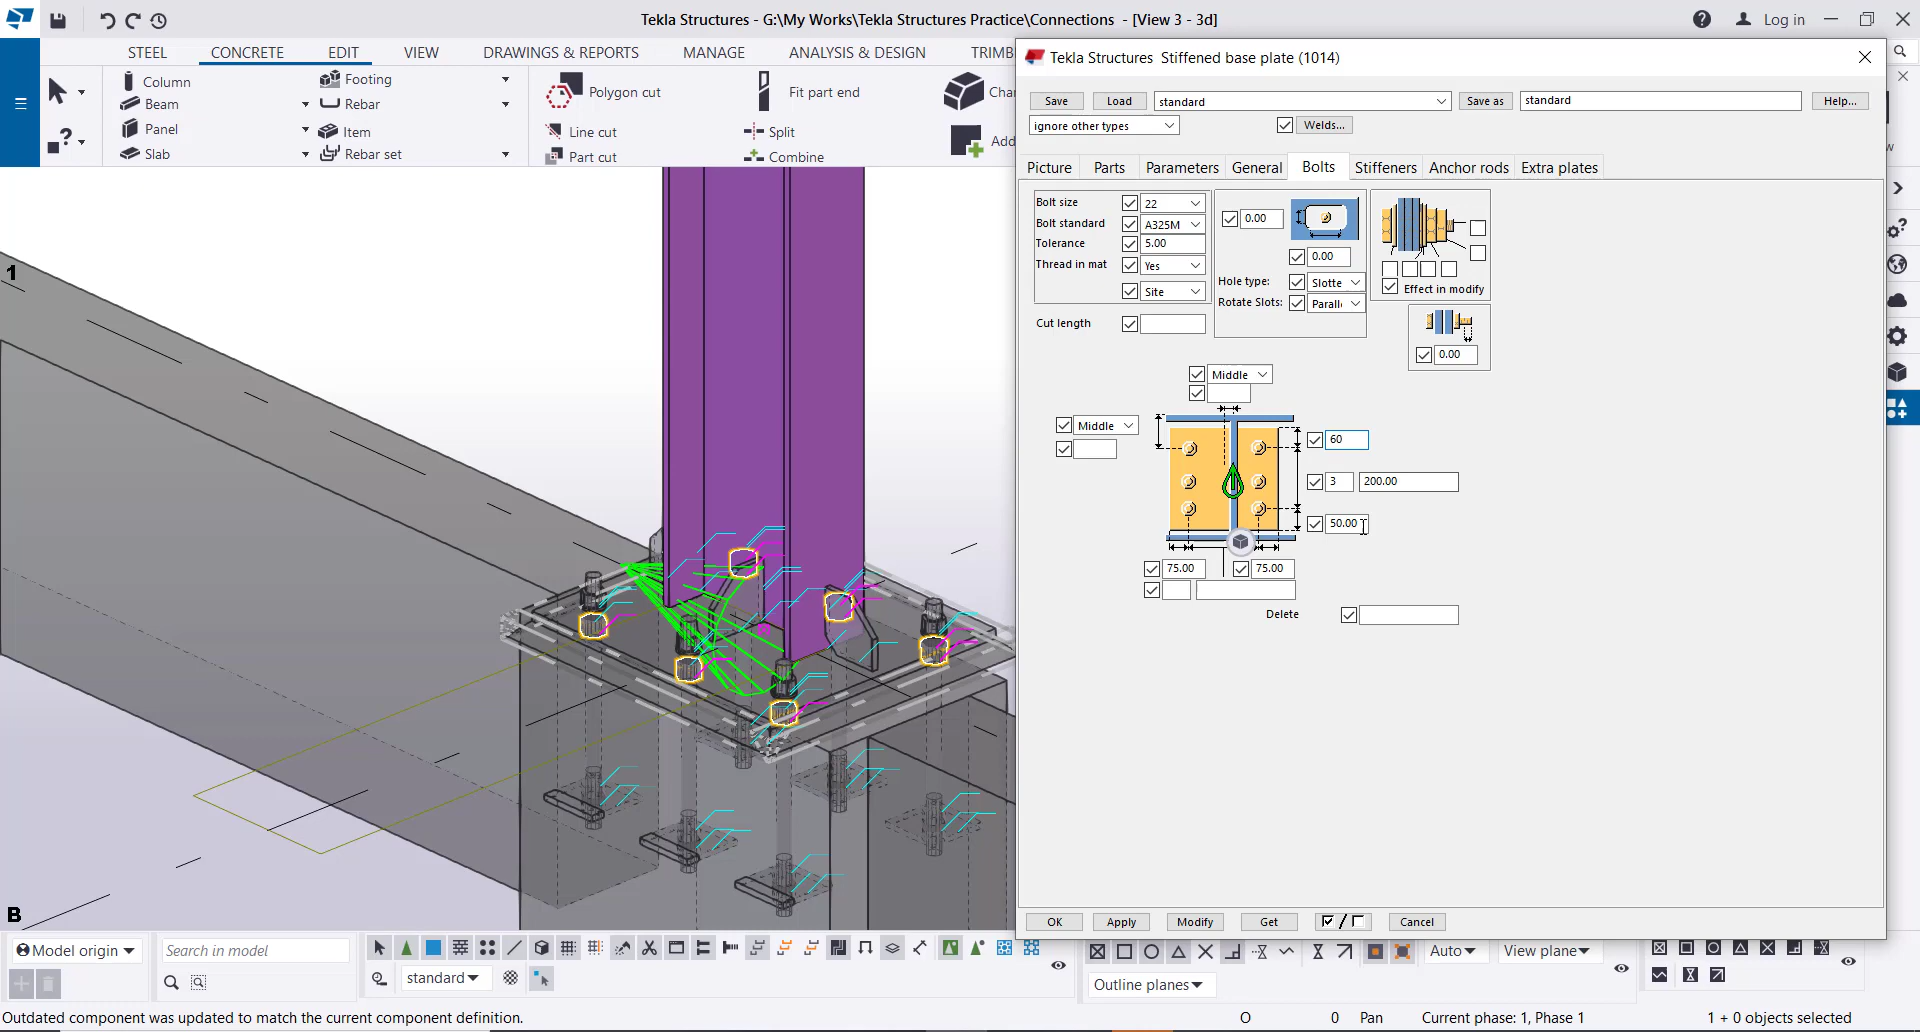 Tekla Structures - G:\My Works\Tekla Structures Practice\Connections - [View 3 - 3d]
Log in
STEEL
CONCRETE
EDIT
VIEW
DRAWINGS & REPORTS
MANAGE
ANALYSIS & DESIGN
TRIMB
Column
Beam
Panel
Slab
Footing
Rebar
Item
Rebar set
Polygon cut
Line cut
Part cut
Fit part end
Split
Combine
Cha
Add
Tekla Structures Stiffened base plate (1014)
Save
Load
standard
Save as
standard
Help...
ignore other types
Welds...
Picture
Parts
Parameters
General
Bolts
Stiffeners
Anchor rods
Extra plates
Bolt size
22
Bolt standard
A325M
Tolerance
5.00
Thread in mat
Yes
Site
Cut length
0.00
0.00
Hole type:
Slotte
Rotate Slots:
Parall
Effect in modify
0.00
Middle
Middle
60
3
200.00
50.00
75.00
75.00
Delete
OK
Apply
Modify
Get
/
Cancel
1
B
w
Model origin
Search in model
standard
Auto
View plane
Outline planes
Outdated component was updated to match the current component definition.
O
0
Pan
Current phase: 1, Phase 1
1 + 0 objects selected